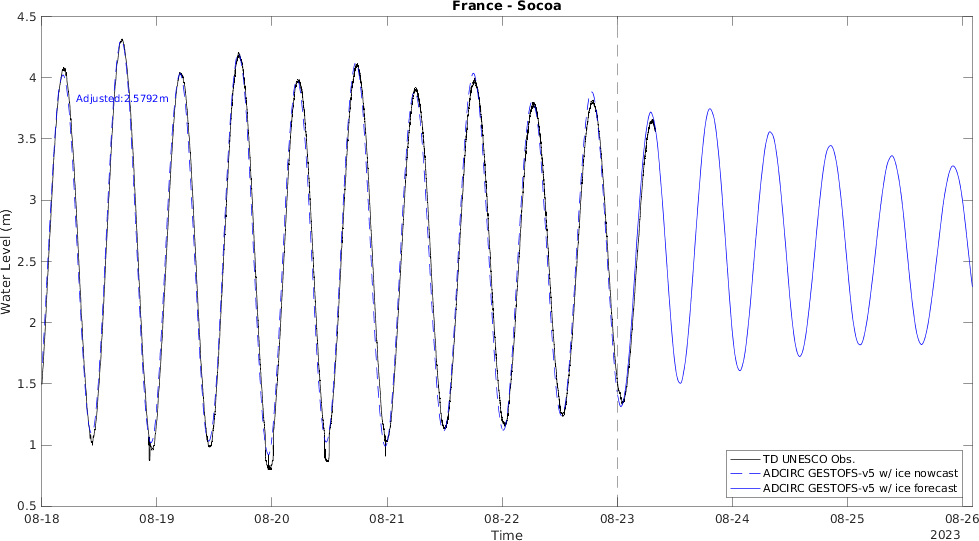 France - Socoa
4.5
4
3.5
3
2.5
2
1.5
1
0.5
Water Level (m)
Adjusted:2.5792m
TD UNESCO Obs.
ADCIRC GESTOFS-v5 w/ ice nowcast
ADCIRC GESTOFS-v5 w/ ice forecast
08-18 08-19 08-20 08-21 08-22 08-23 08-24 08-25 08-26
Time
2023